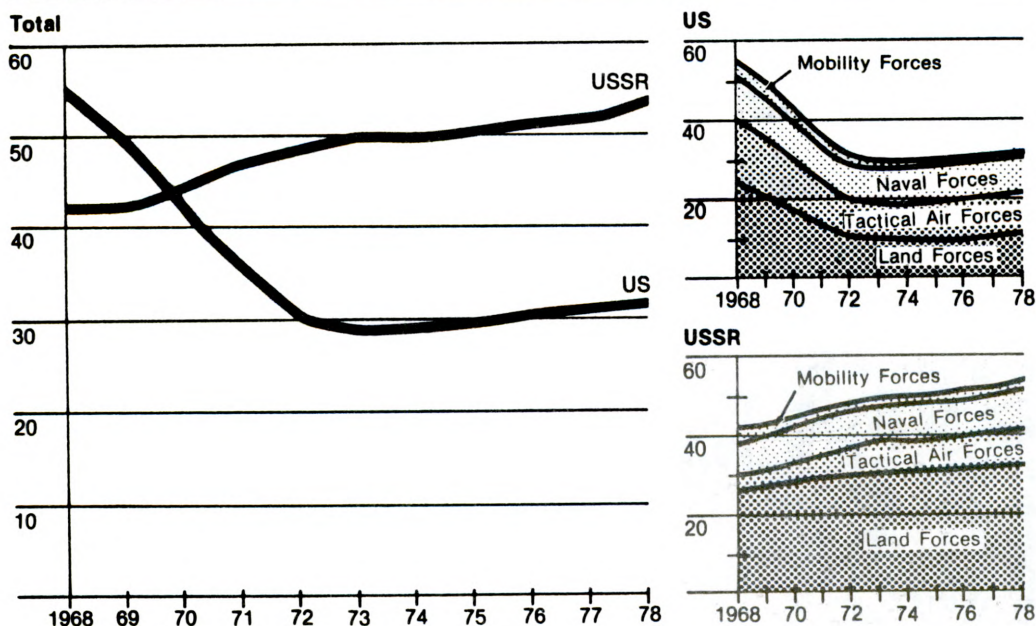 Total
60
50
40
30
20
10
USSR
US
1968 69 70 71 72 73 74 75 76 77 78
US
60
40
20
Mobility Forces
Naval Forces
Tactical Air Forces
Land Forces
1968 70 72 74 76 78
USSR
60
40
20
Mobility Forces
Naval Forces
Tactical Air Forces
Land Forces
1968 70 72 74 76 78